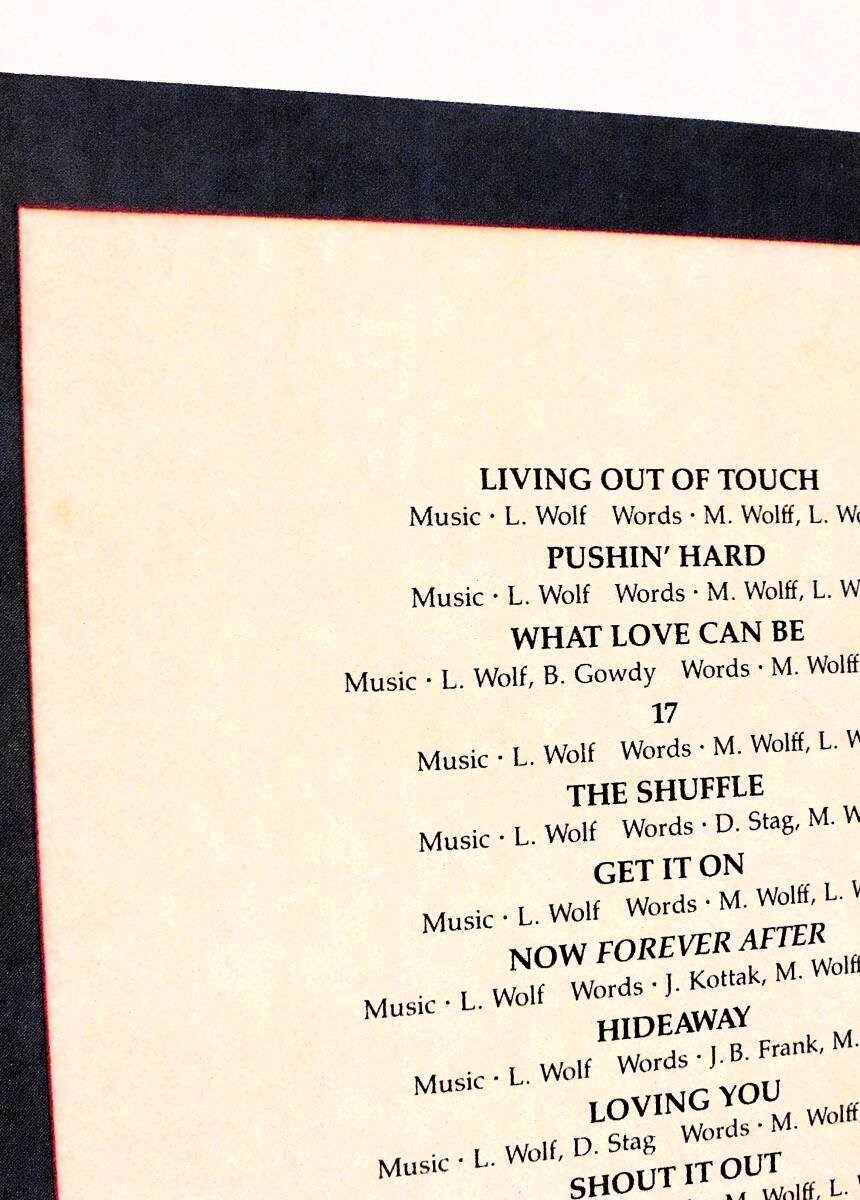 LIVING OUT OF TOUCH
Music · L. Wolf Words · M. Wolff, L.
PUSHIN' HARD
Music · L. Wolf Words · M. Wolff, L.
WHAT LOVE CAN BE
Music · L. Wolf, B. Gowdy Words · M. Wolff
17
Music · L. Wolf Words · M. Wolff, L.
THE SHUFFLE
Music · L. Wolf Words · D. Stag, M.
GET IT ON
Music · L. Wolf Words · M. Wolff, L.
NOW FOREVER AFTER
Music · L. Wolf Words · J. Kottak, M. Wolff
HIDEAWAY
Music · L. Wolf Words · J.B. Frank, M.
LOVING YOU
Music · L. Wolf, D. Stag Words · M. Wolff,
SHOUT IT OUT
M. Wolff, L.